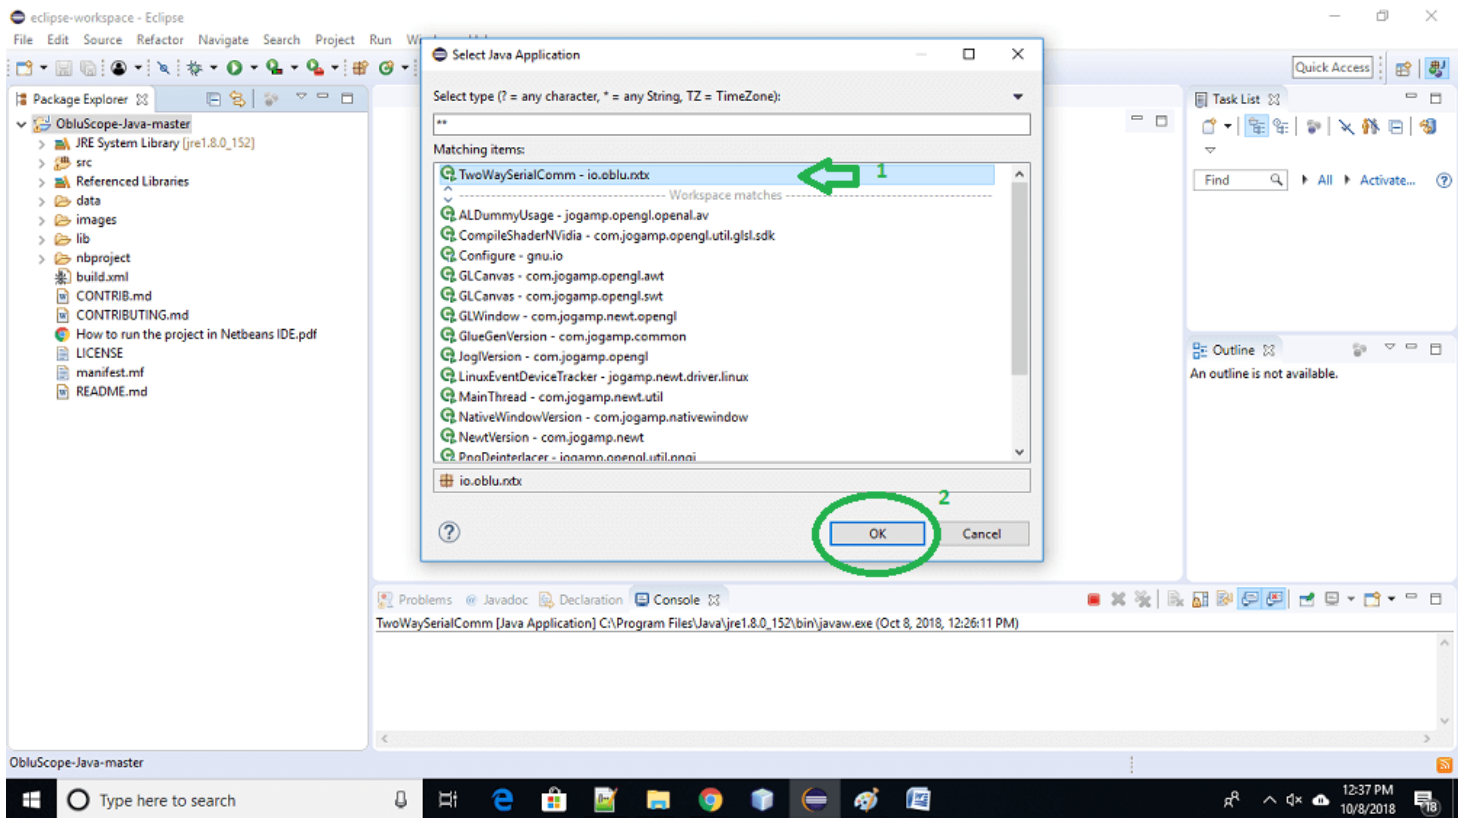 eclipse-workspace - Eclipse
File Edit Source Refactor Navigate Search Project Run
Quick Access
Package Explorer
ObluScope-Java-master
JRE System Library [jre1.8.0_152]
src
Referenced Libraries
data
images
lib
nbproject
build.xml
CONTRIB.md
CONTRIBUTING.md
How to run the project in Netbeans IDE.pdf
LICENSE
manifest.mf
README.md
Select Java Application
Select type (? = any character, * = any String, TZ = TimeZone):
**
Matching items:
TwoWaySerialComm - io.oblu.rxtx
1
Workspace matches
ALDummyUsage - jogamp.opengl.openal.av
CompileShaderNVidia - com.jogamp.opengl.util.glsl.sdk
Configure - gnu.io
GLCanvas - com.jogamp.opengl.awt
GLCanvas - com.jogamp.opengl.swt
GLWindow - com.jogamp.newt.opengl
GlueGenVersion - com.jogamp.common
JoglVersion - com.jogamp.opengl
LinuxEventDeviceTracker - jogamp.newt.driver.linux
MainThread - com.jogamp.newt.util
NativeWindowVersion - com.jogamp.nativewindow
NewtVersion - com.jogamp.newt
PngDeinterlacer - jogamp.opengl.util.pngj
io.oblu.rxtx
2
?
OK
Cancel
Task List
Find
All
Activate...
?
Outline
An outline is not available.
Problems
@ Javadoc
Declaration
Console
TwoWaySerialComm [Java Application] C:\Program Files\Java\jre1.8.0_152\bin\javaw.exe (Oct 8, 2018, 12:26:11 PM)
ObluScope-Java-master
Type here to search
12:37 PM
10/8/2018
18